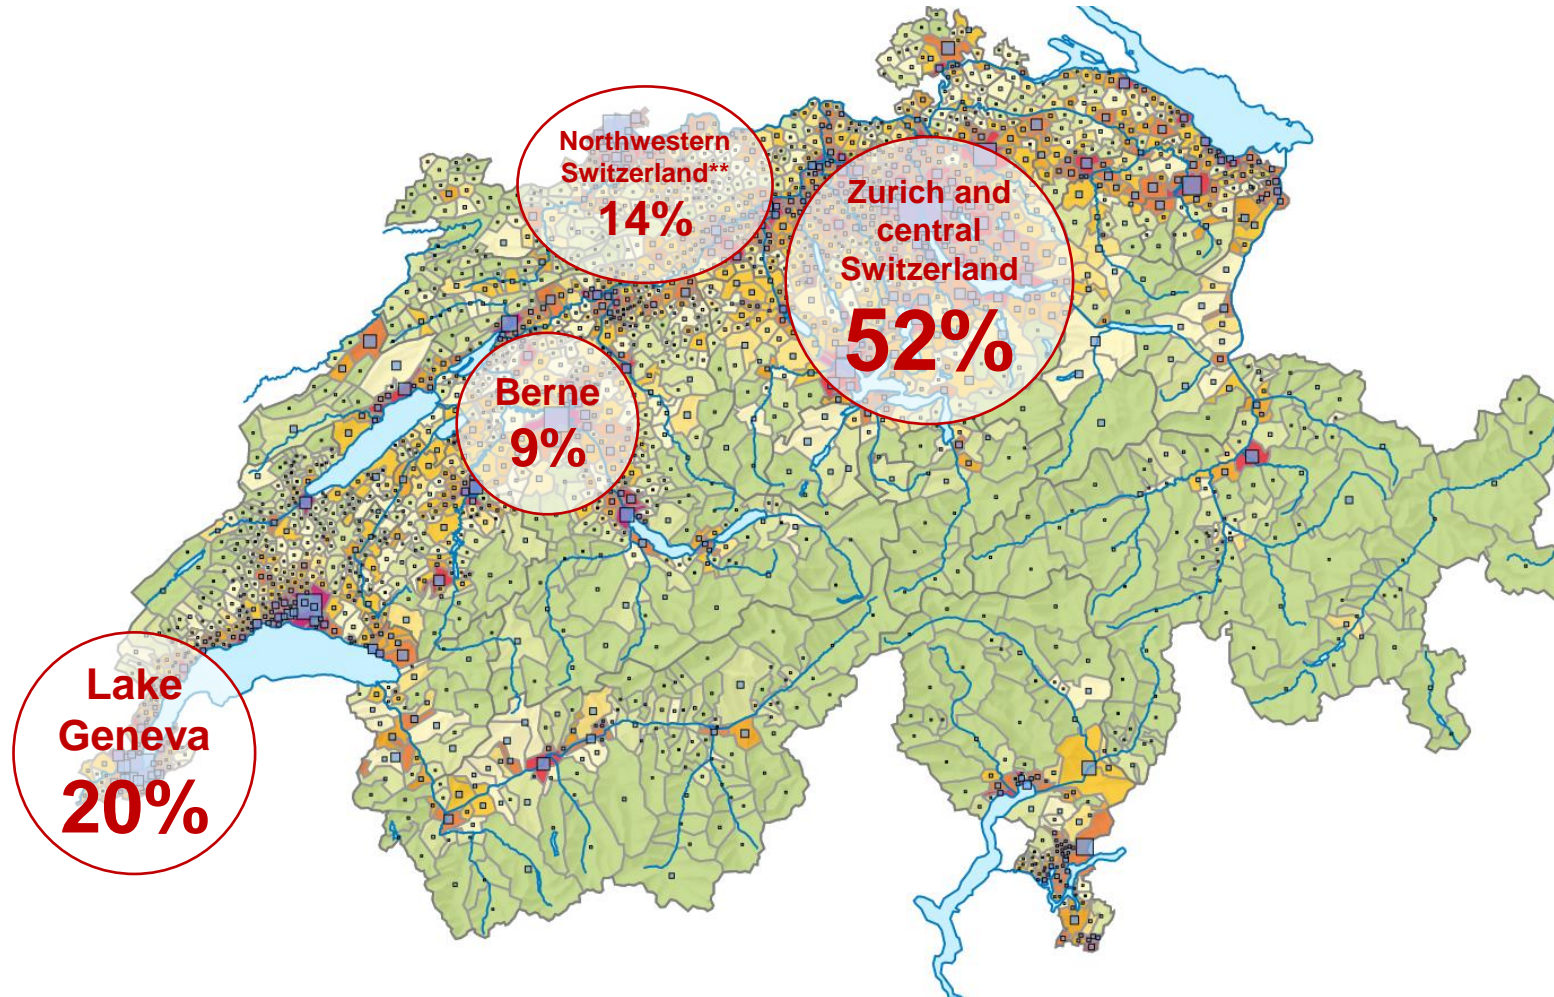 Northwestern
Switzerland**
14%
Zurich and
central
Switzerland
52%
Berne
9%
Lake
Geneva
20%